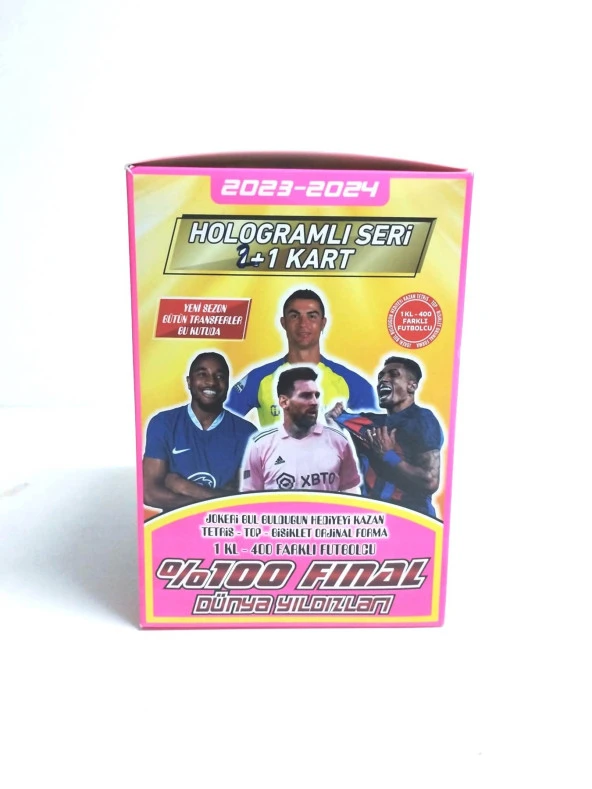 2023-2024
HOLOGRAMLI SERİ
2+1 KART
YENİ SEZON
BÜTÜN TRANSFERLER
BU KUTUDA
1 KL - 400
FARKLI
FUTBOLCU
XBTO
JOKERİ BUL BULDUĞUN HEDİYEYİ KAZAN
TETRİS - TOP - BİSİKLET ORJİNAL FORMA
1 KL - 400 FARKLI FUTBOLCU
%100 FINAL
DÜNYA YILDIZLARI